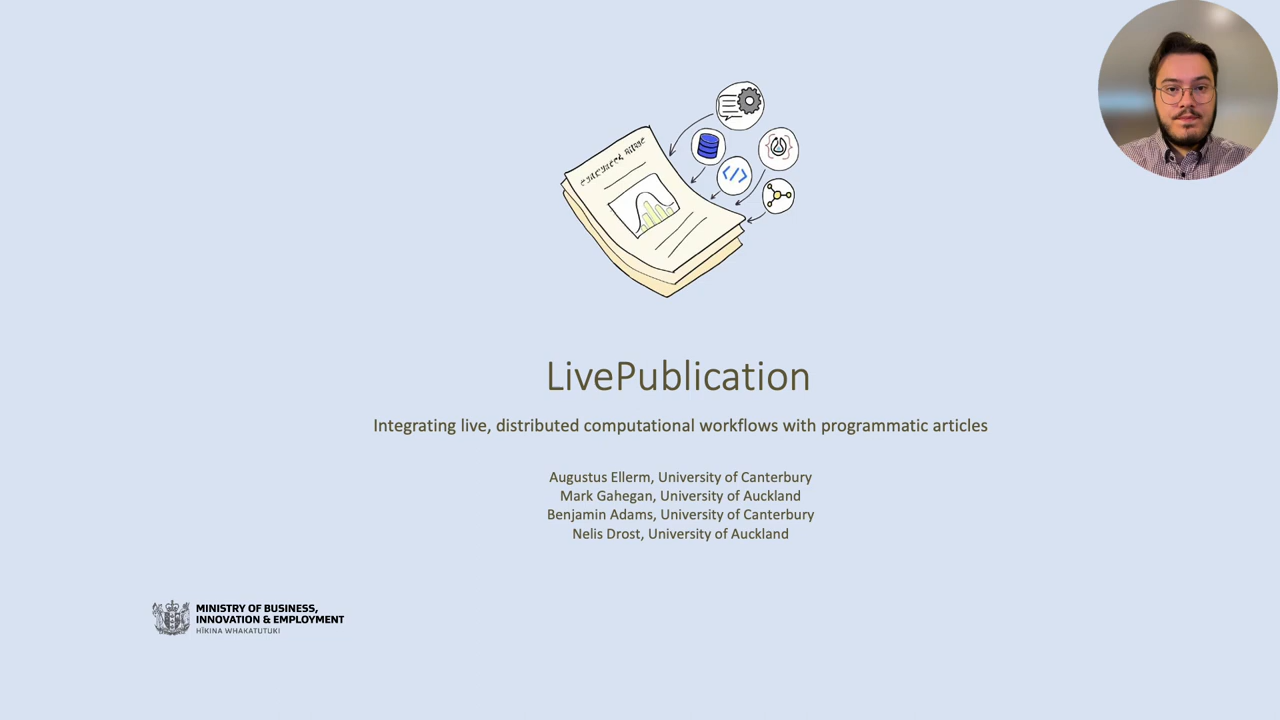 LivePublication
Integrating live, distributed computational workflows with programmatic articles
Augustus Ellerm, University of Canterbury
Mark Gahegan, University of Auckland
Benjamin Adams, University of Canterbury
Nelis Drost, University of Auckland
MINISTRY OF BUSINESS,
INNOVATION & EMPLOYMENT
HĪKINA WHAKATUTUKI